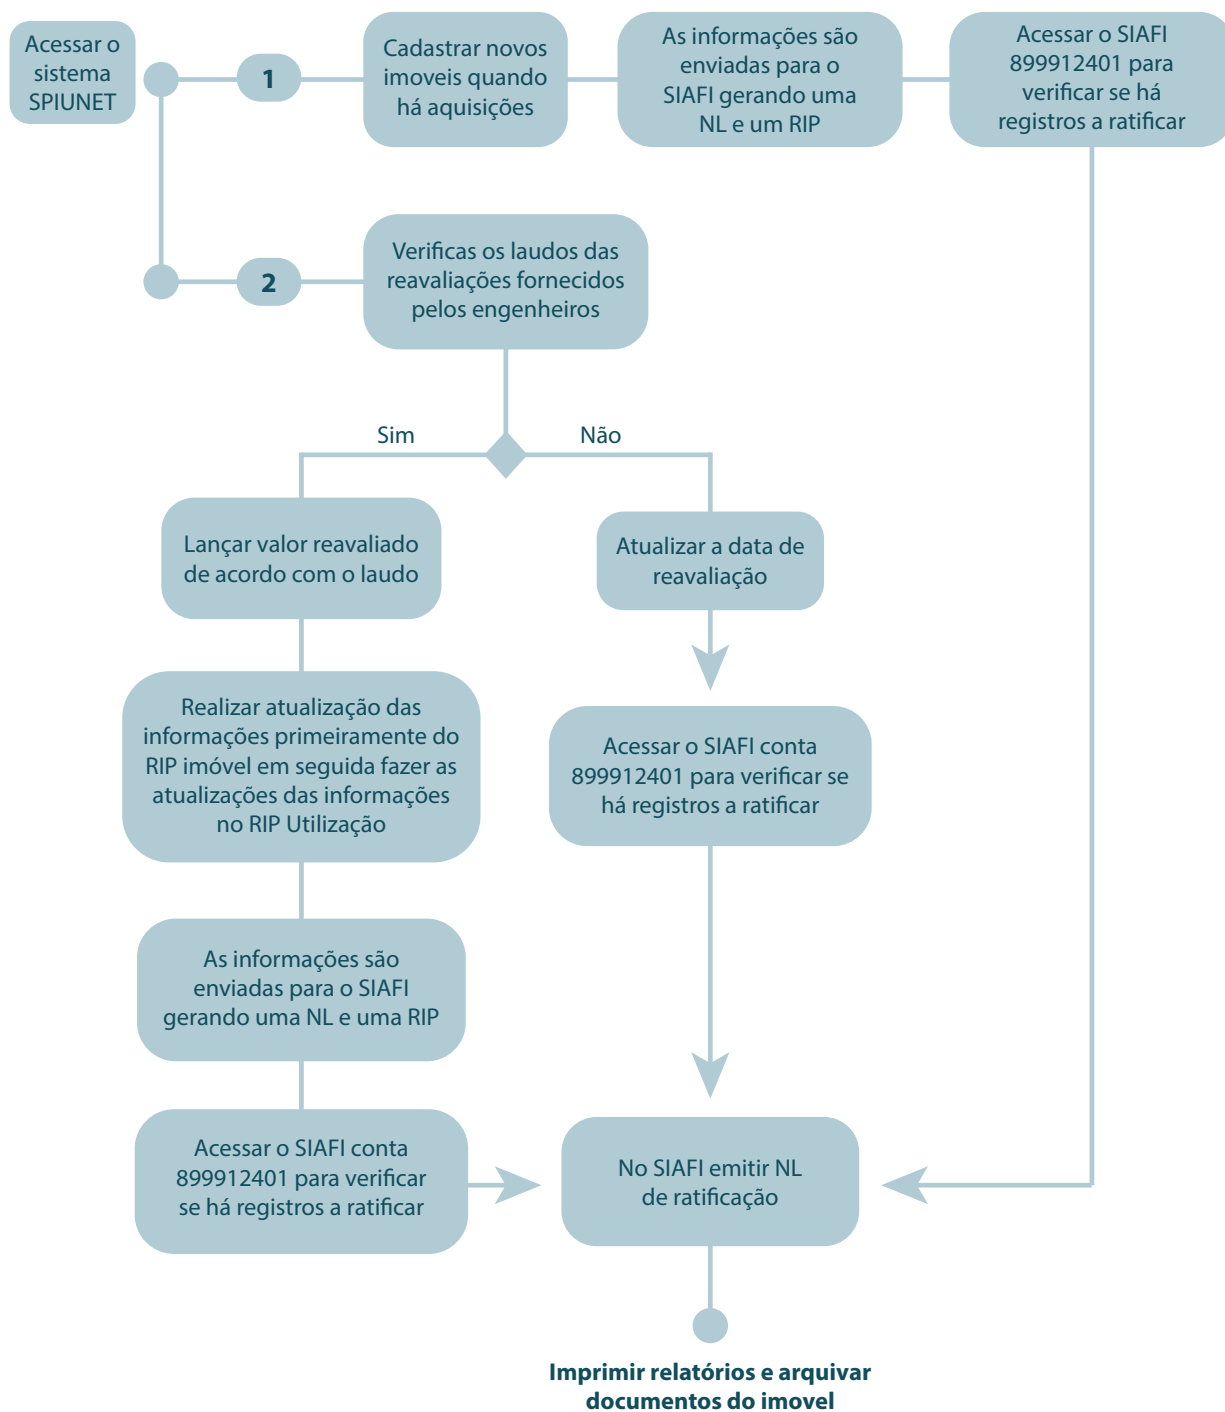 Acessar o
sistema
SPIUNET
1
Cadastrar novos
imoveis quando
há aquisições
As informações são
enviadas para o
SIAFI gerando uma
NL e um RIP
Acessar o SIAFI
899912401 para
verificar se há
registros a ratificar
2
Verificas os laudos das
reavaliações fornecidos
pelos engenheiros
Sim
Não
Lançar valor reavaliado
de acordo com o laudo
Atualizar a data de
reavaliação
Realizar atualização das
informações primeiramente do
RIP imóvel em seguida fazer as
atualizações das informações
no RIP Utilização
Acessar o SIAFI conta
899912401 para verificar se
há registros a ratificar
As informações são
enviadas para o SIAFI
gerando uma NL e uma RIP
Acessar o SIAFI conta
899912401 para verificar
se há registros a ratificar
No SIAFI emitir NL
de ratificação
Imprimir relatórios e arquivar
documentos do imovel